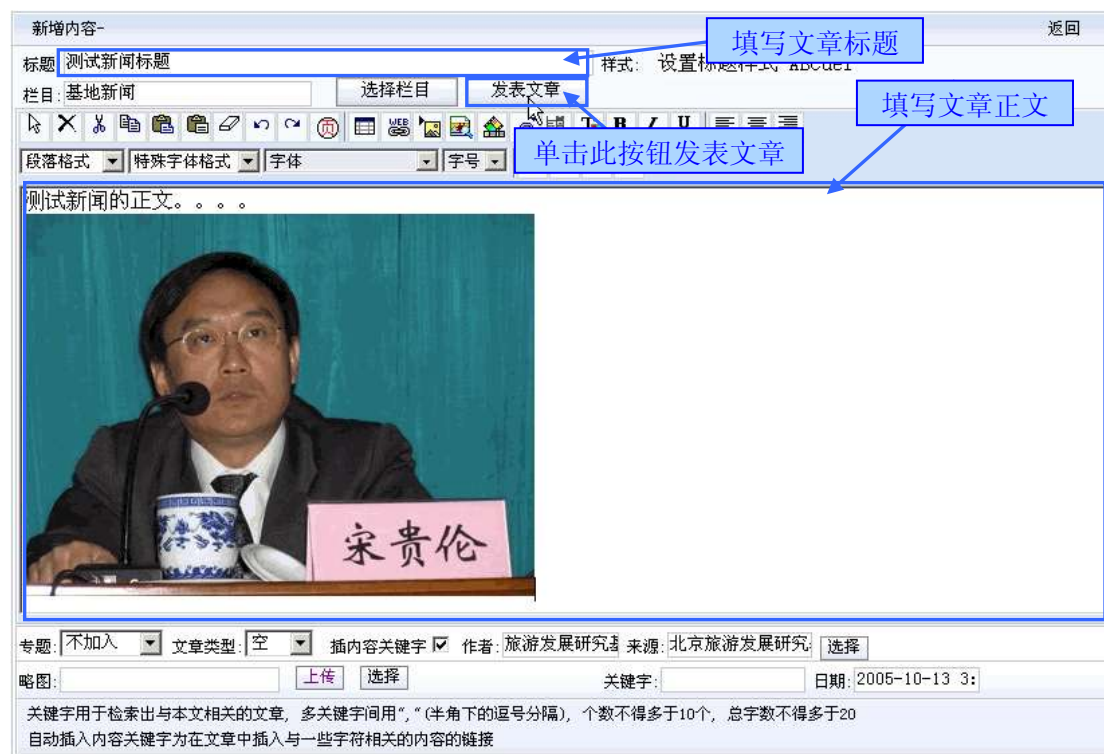 新增内容- 返回
填写文章标题
标题 测试新闻标题 样式:
栏目: 基地新闻 选择栏目 发表文章
填写文章正文
单击此按钮发表文章
段落格式 特殊字体格式 字体 字号
测试新闻的正文。。。。
宋贵伦
专题: 不加入 文章类型: 空 插内容关键字 作者: 旅游发展研究 来源: 北京旅游发展研究 选择
略图: 上传 选择 关键字: 日期: 2005-10-13 3:
关键字用于检索出与本文相关的文章, 多关键字间用“,“(半角下的逗号分隔), 个数不得多于10个, 总字数不得多于20
自动插入内容关键字为在文章中插入与一些字符相关的内容的链接